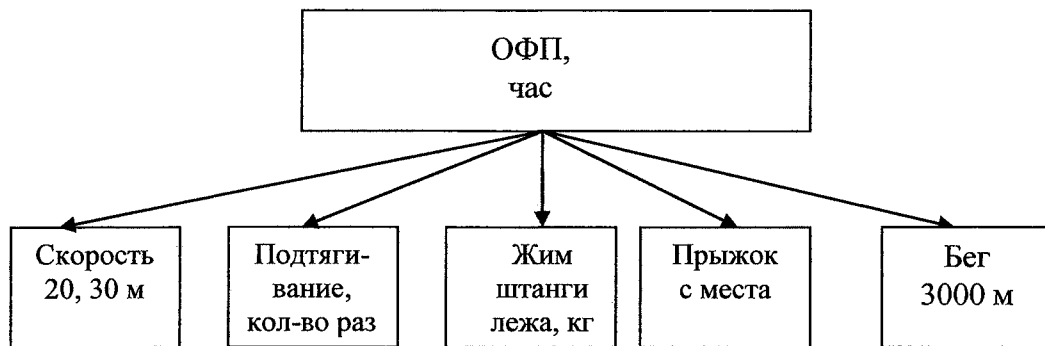 ОФП,
час
Скорость
20, 30 м
Подтяги-
вание,
кол-во раз
Жим
штанги
лежа, кг
Прыжок
с места
Бег
3000 м